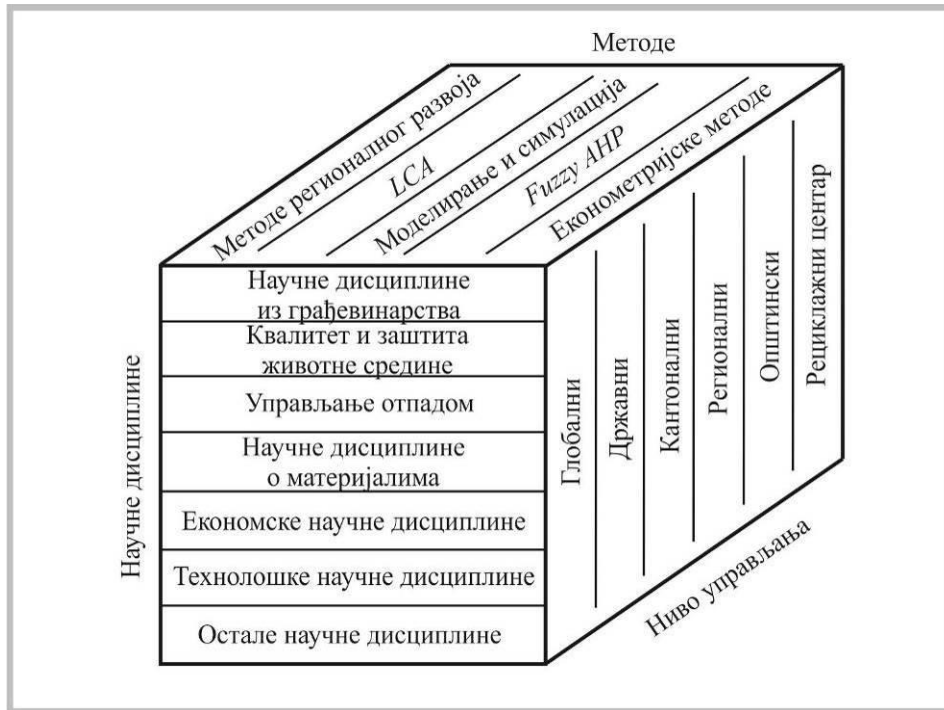 Методе
Методе регионалног развоја
LCA
Моделирање и симулација
Fuzzy AHP
Економетријске методе
Научне дисциплине
Научне дисциплине
из грађевинарства
Квалитет и заштита
животне средине
Управљање отпадом
Научне дисциплине
о материјалима
Економске научне дисциплине
Технолошке научне дисциплине
Остале научне дисциплине
Глобални
Државни
Кантонални
Регионални
Општински
Рециклажни центар
Ниво управљања